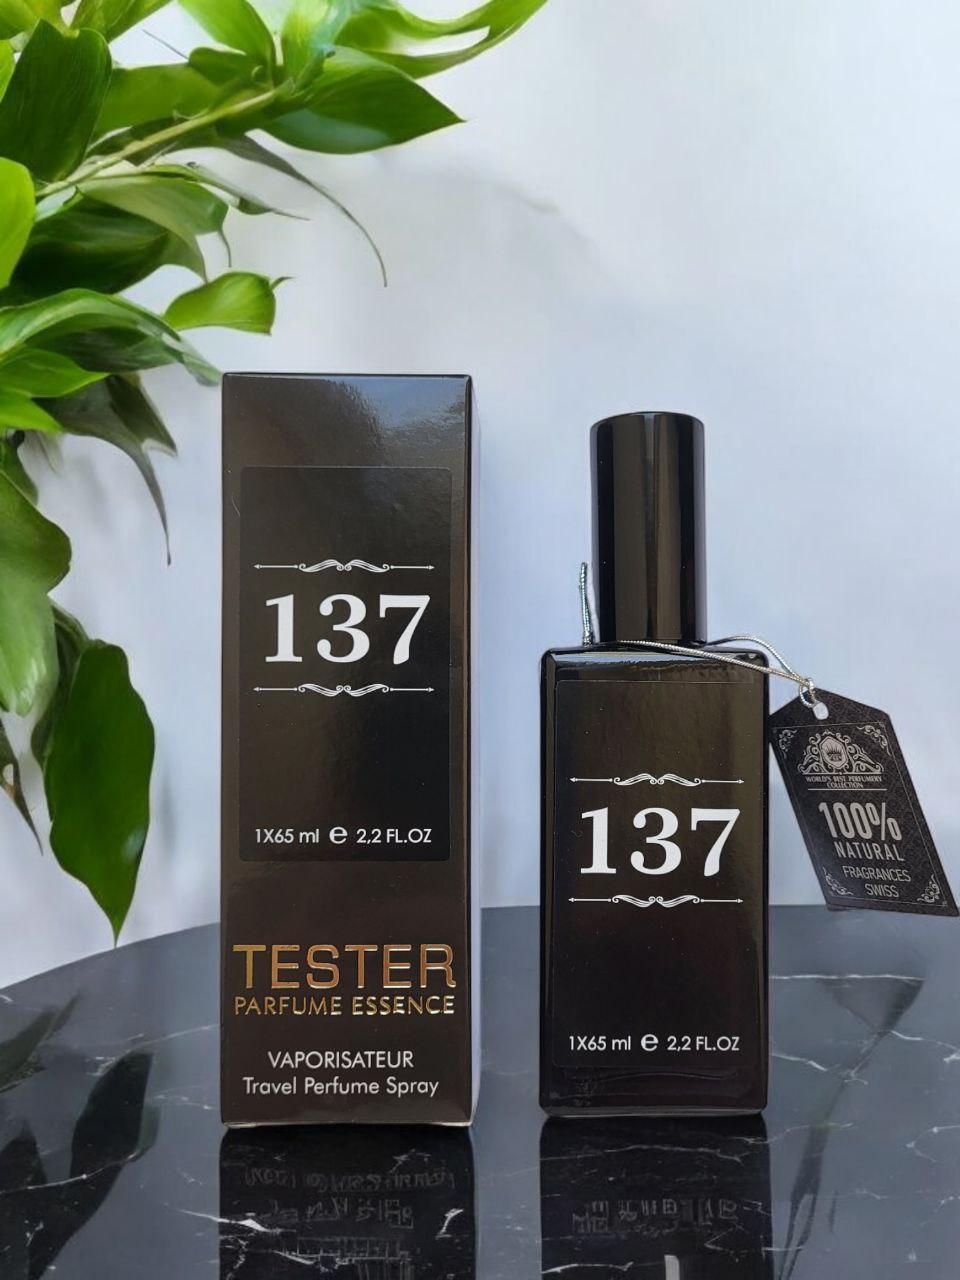 137
1X65 ml e 2,2 FL.OZ
TESTER
PARFUME ESSENCE
VAPORISATEUR
Travel Perfume Spray
137
1X65 ml e 2,2 FL.OZ
WORLD'S BEST PERFUMERY
COLLECTION
100%
NATURAL
FRAGRANCES
SWISS